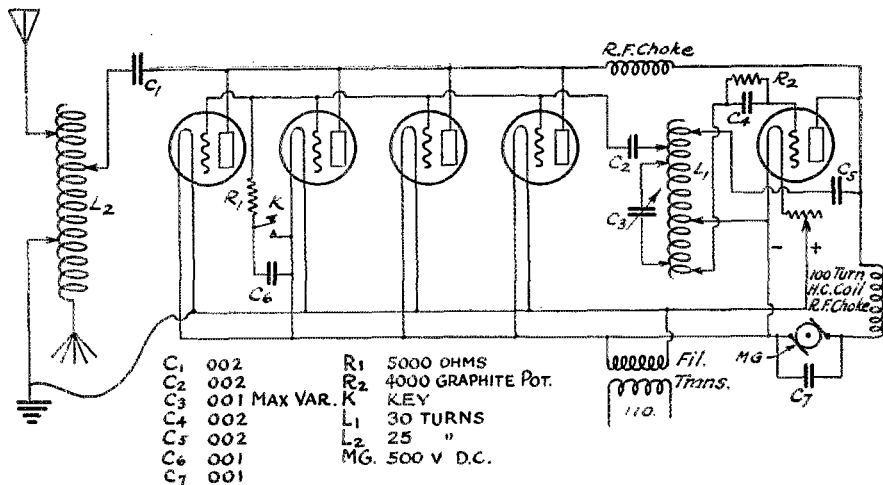 R.F. Choke
R2
C1
C4
C2
L1
C5
R1
K
L2
C3
- +
C6
100 Turn
H.C. Coil
R.F. Choke
MG
Fil.
Trans.
110.
C7
C1 002 R1 5000 OHMS
C2 002 R2 4000 GRAPHITE POT.
C3 001 MAX VAR. K KEY
C4 002 L1 30 TURNS
C5 002 L2 25 "
C6 001 MG. 500 V D.C.
C7 001